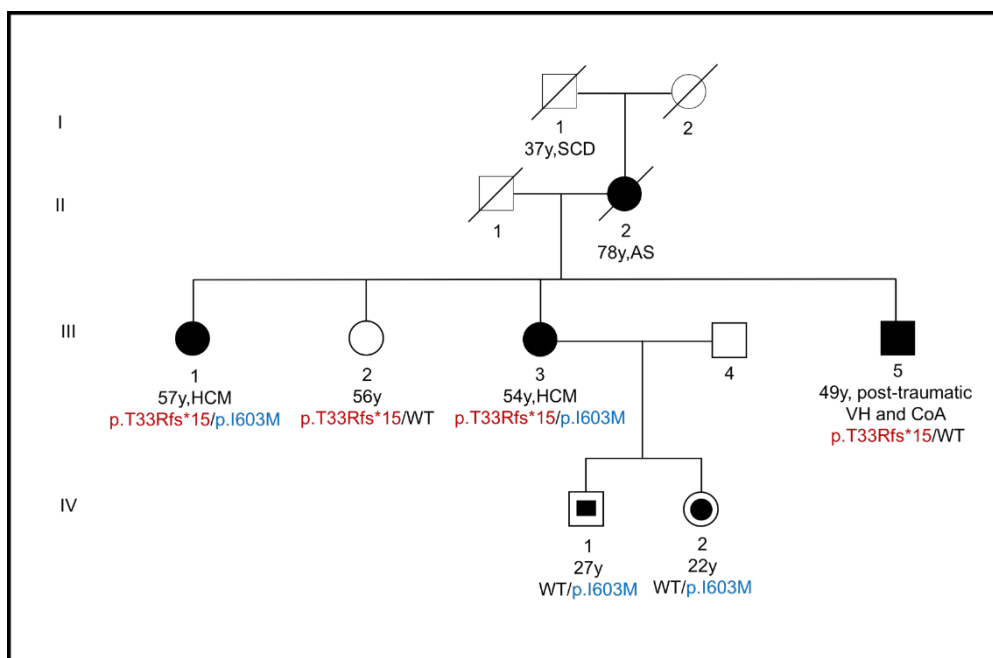 I
1
37y,SCD
2
II
1
2
78y,AS
III
1
57y,HCM
p.T33Rfs*15/p.I603M
2
56y
p.T33Rfs*15/WT
3
54y,HCM
p.T33Rfs*15/p.I603M
4
5
49y, post-traumatic
VH and CoA
p.T33Rfs*15/WT
IV
1
27y
WT/p.I603M
2
22y
WT/p.I603M